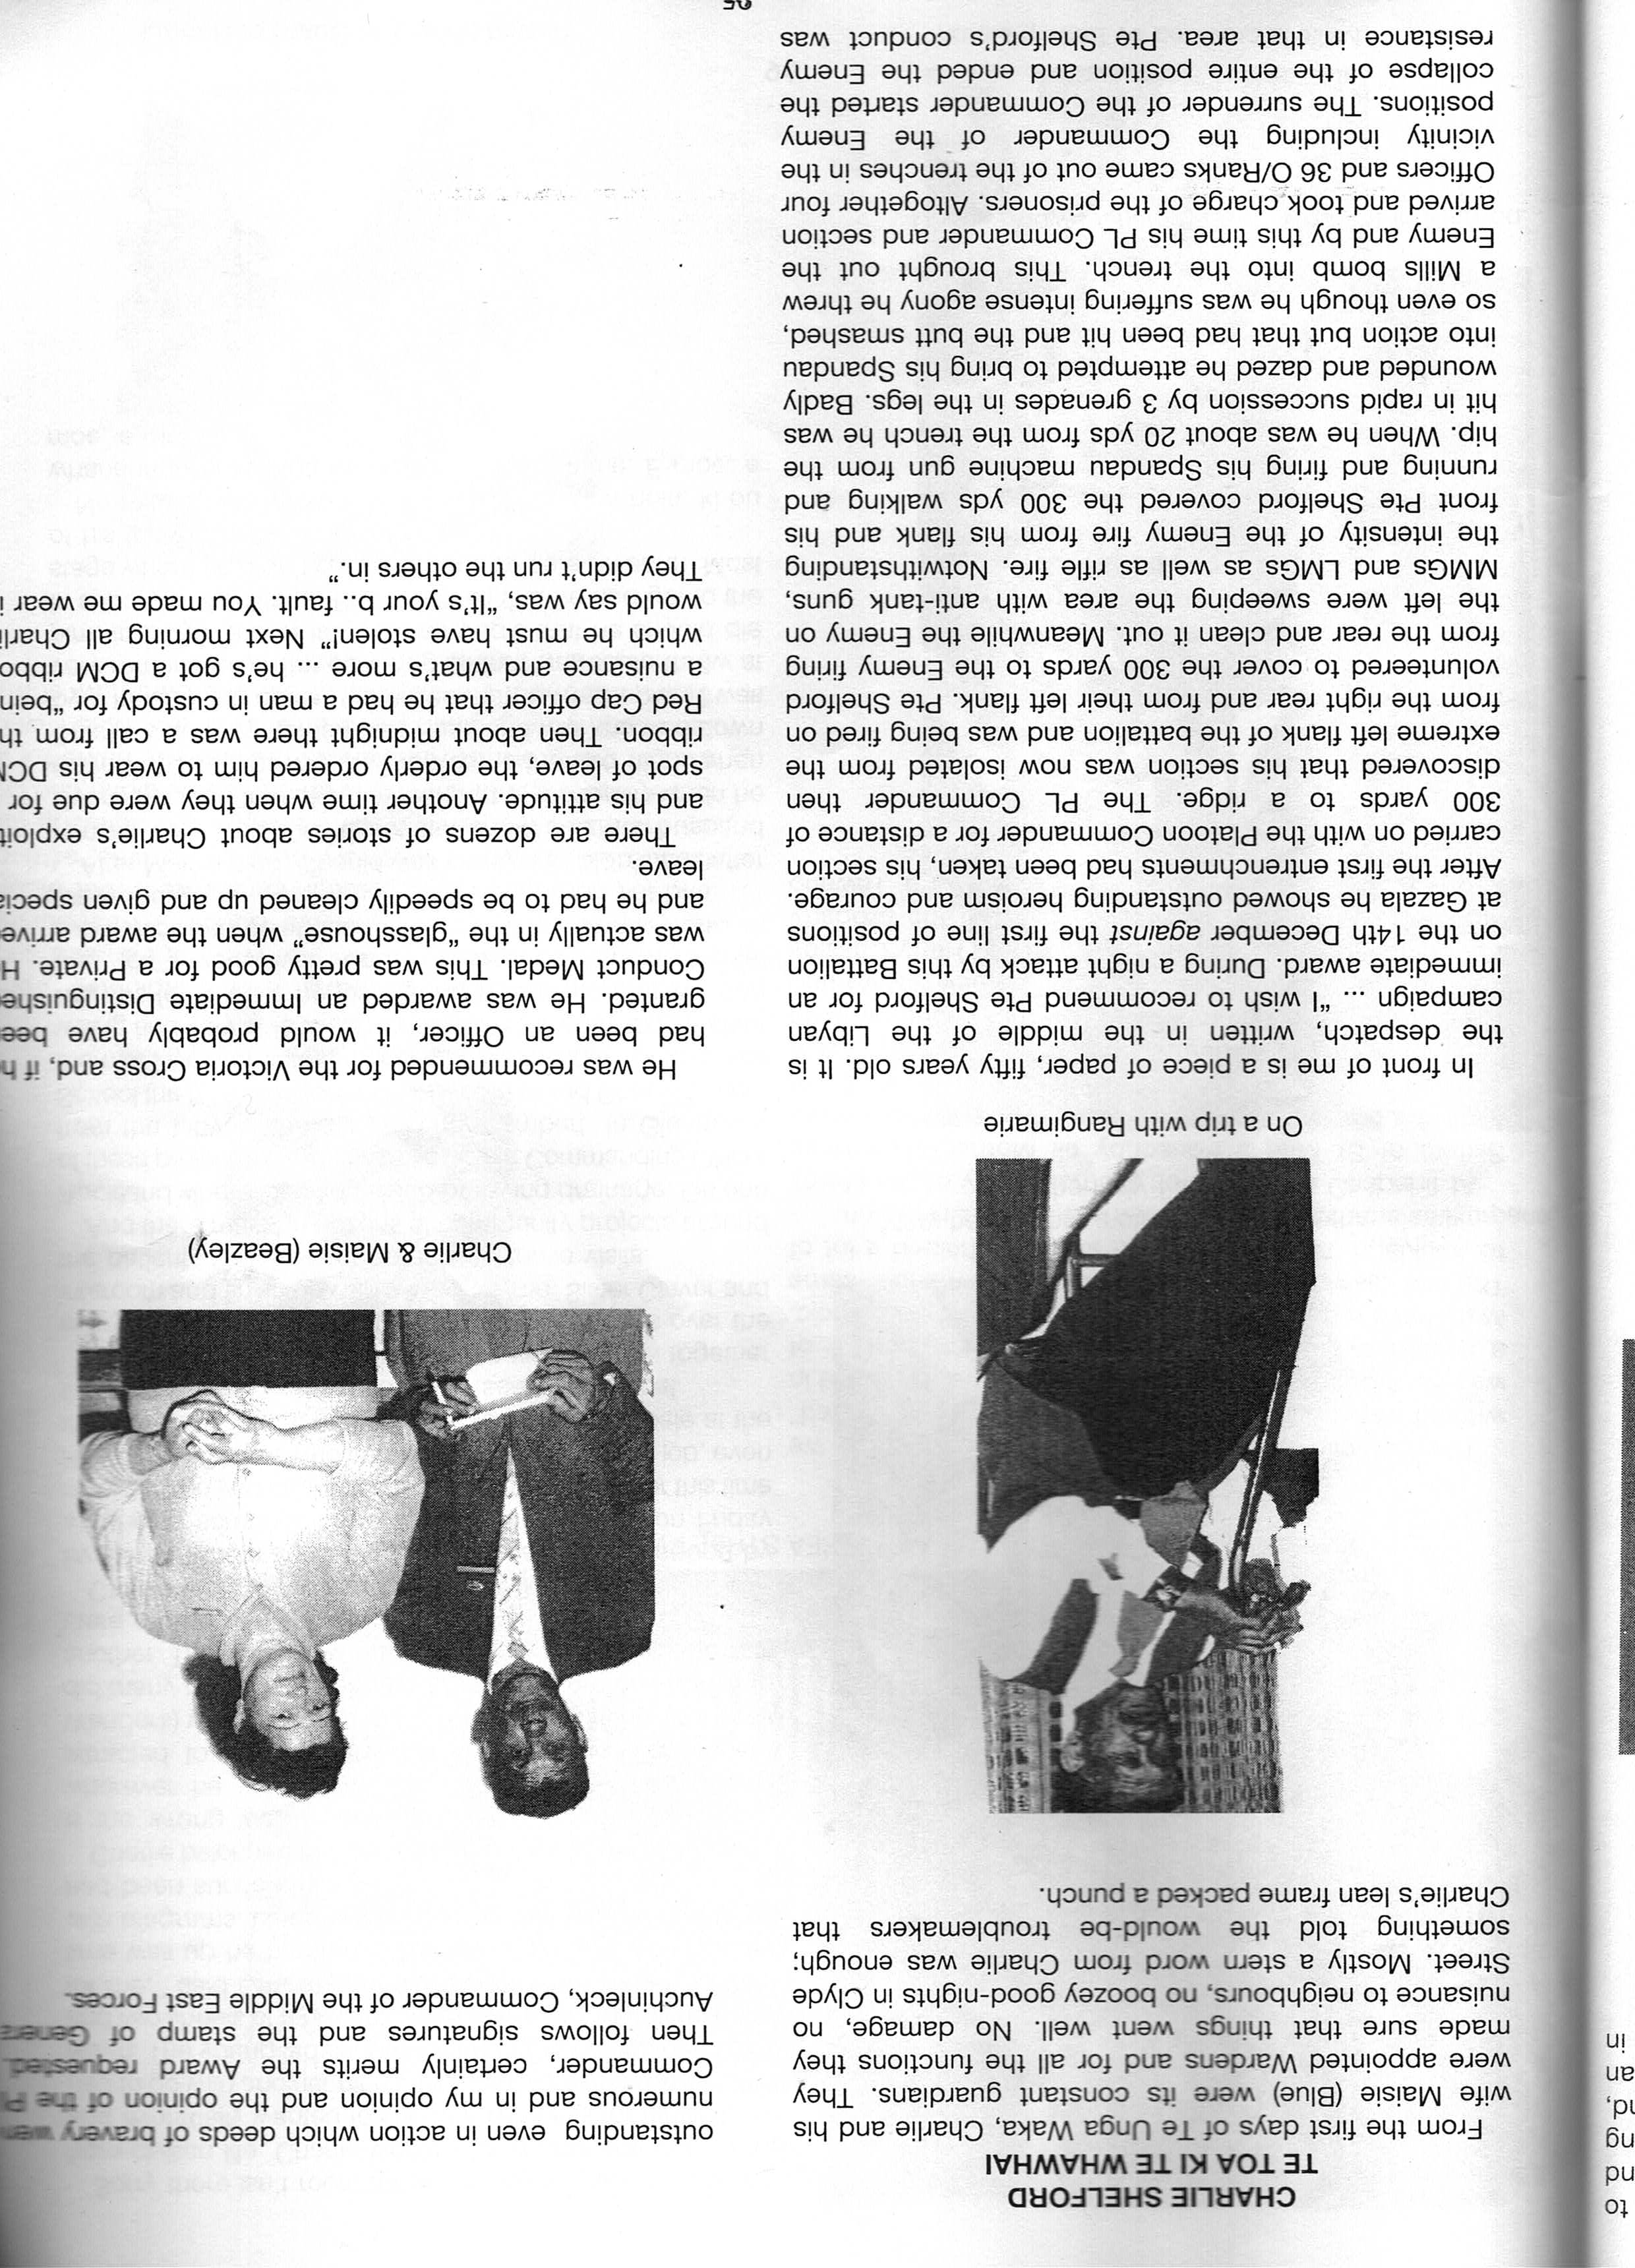 to
nd
ng
nd,
an
in
CHARLIE SHELFORD
TE TOA KI TE WHAWHAI
From the first days of Te Unga Waka, Charlie and his
wife Maisie (Blue) were its constant guardians. They
were appointed Wardens and for all the functions they
made sure that things went well. No damage, no
nuisance to neighbours, no boozey good-nights in Clyde
Street. Mostly a stern word from Charlie was enough;
something told the would-be troublemakers that
Charlie's lean frame packed a punch.
On a trip with Rangimarie
In front of me is a piece of paper, fifty years old. It is
the despatch, written in the middle of the Libyan
campaign ... “I wish to recommend Pte Shelford for an
immediate award. During a night attack by this Battalion
on the 14th December against the first line of positions
at Gazala he showed outstanding heroism and courage.
After the first entrenchments had been taken, his section
carried on with the Platoon Commander for a distance of
300 yards to a ridge. The PL Commander then
discovered that his section was now isolated from the
extreme left flank of the battalion and was being fired on
from the right rear and from their left flank. Pte Shelford
volunteered to cover the 300 yards to the Enemy firing
from the rear and clean it out. Meanwhile the Enemy on
the left were sweeping the area with anti-tank guns,
MMGs and LMGs as well as rifle fire. Notwithstanding
the intensity of the Enemy fire from his flank and his
front Pte Shelford covered the 300 yds walking and
running and firing his Spandau machine gun from the
hip. When he was about 20 yds from the trench he was
hit in rapid succession by 3 grenades in the legs. Badly
wounded and dazed he attempted to bring his Spandau
into action but that had been hit and the butt smashed,
so even though he was suffering intense agony he threw
a Mills bomb into the trench. This brought out the
Enemy and by this time his PL Commander and section
arrived and took charge of the prisoners. Altogether four
Officers and 36 O/Ranks came out of the trenches in the
vicinity including the Commander of the Enemy
positions. The surrender of the Commander started the
collapse of the entire position and ended the Enemy
resistance in that area. Pte Shelford's conduct was
outstanding even in action which deeds of bravery wer
numerous and in my opinion and the opinion of the Pl
Commander, certainly merits the Award requested.
Then follows signatures and the stamp of Genera
Auchinleck, Commander of the Middle East Forces.
Charlie & Maisie (Beazley)
He was recommended for the Victoria Cross and, if h
had been an Officer, it would probably have bee
granted. He was awarded an Immediate Distinguishe
Conduct Medal. This was pretty good for a Private. H
was actually in the “glasshouse” when the award arrive
and he had to be speedily cleaned up and given specia
leave.
There are dozens of stories about Charlie's exploit
and his attitude. Another time when they were due for
spot of leave, the orderly ordered him to wear his DCM
ribbon. Then about midnight there was a call from th
Red Cap officer that he had a man in custody for “bein
a nuisance and what's more ... he's got a DCM ribbo
which he must have stolen!” Next morning all Charli
would say was, “It's your b.. fault. You made me wear i
They didn't run the others in.”